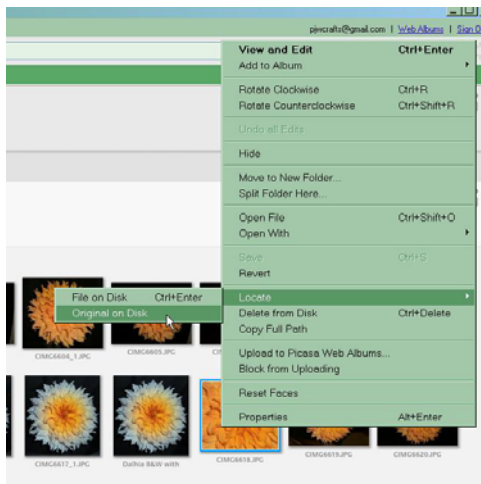 pjwcrafts@gmail.com | Web Albums | Sign O
View and Edit Ctrl+Enter
Add to Album
Rotate Clockwise Ctrl+R
Rotate Counterclockwise Ctrl+Shift+R
Undo all Edits
Hide
Move to New Folder...
Split Folder Here...
Open File Ctrl+Shift+O
Open With
Save Ctrl+S
Revert
File on Disk Ctrl+Enter
Locate
Original on Disk
Delete from Disk Ctrl+Delete
Copy Full Path
Upload to Picasa Web Albums...
Block from Uploading
Reset Faces
Properties Alt+Enter
CIMG6604_1.JPG CIMG6605.JPG
CIMG6617_1.JPG Dalhia B&W with CIMG6618.JPG CIMG6619.JPG CIMG6620.JPG